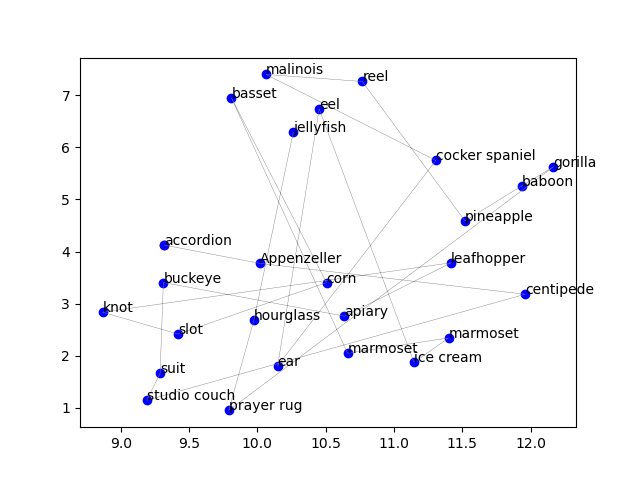 malinois
reel
basset
eel
jellyfish
cocker spaniel
gorilla
baboon
pineapple
accordion
Appenzeller
leafhopper
buckeye
corn
centipede
knot
hourglass
apiary
slot
marmoset
marmoset
ice cream
suit
ear
studio couch
prayer rug
7
6
5
4
3
2
1
9.0 9.5 10.0 10.5 11.0 11.5 12.0